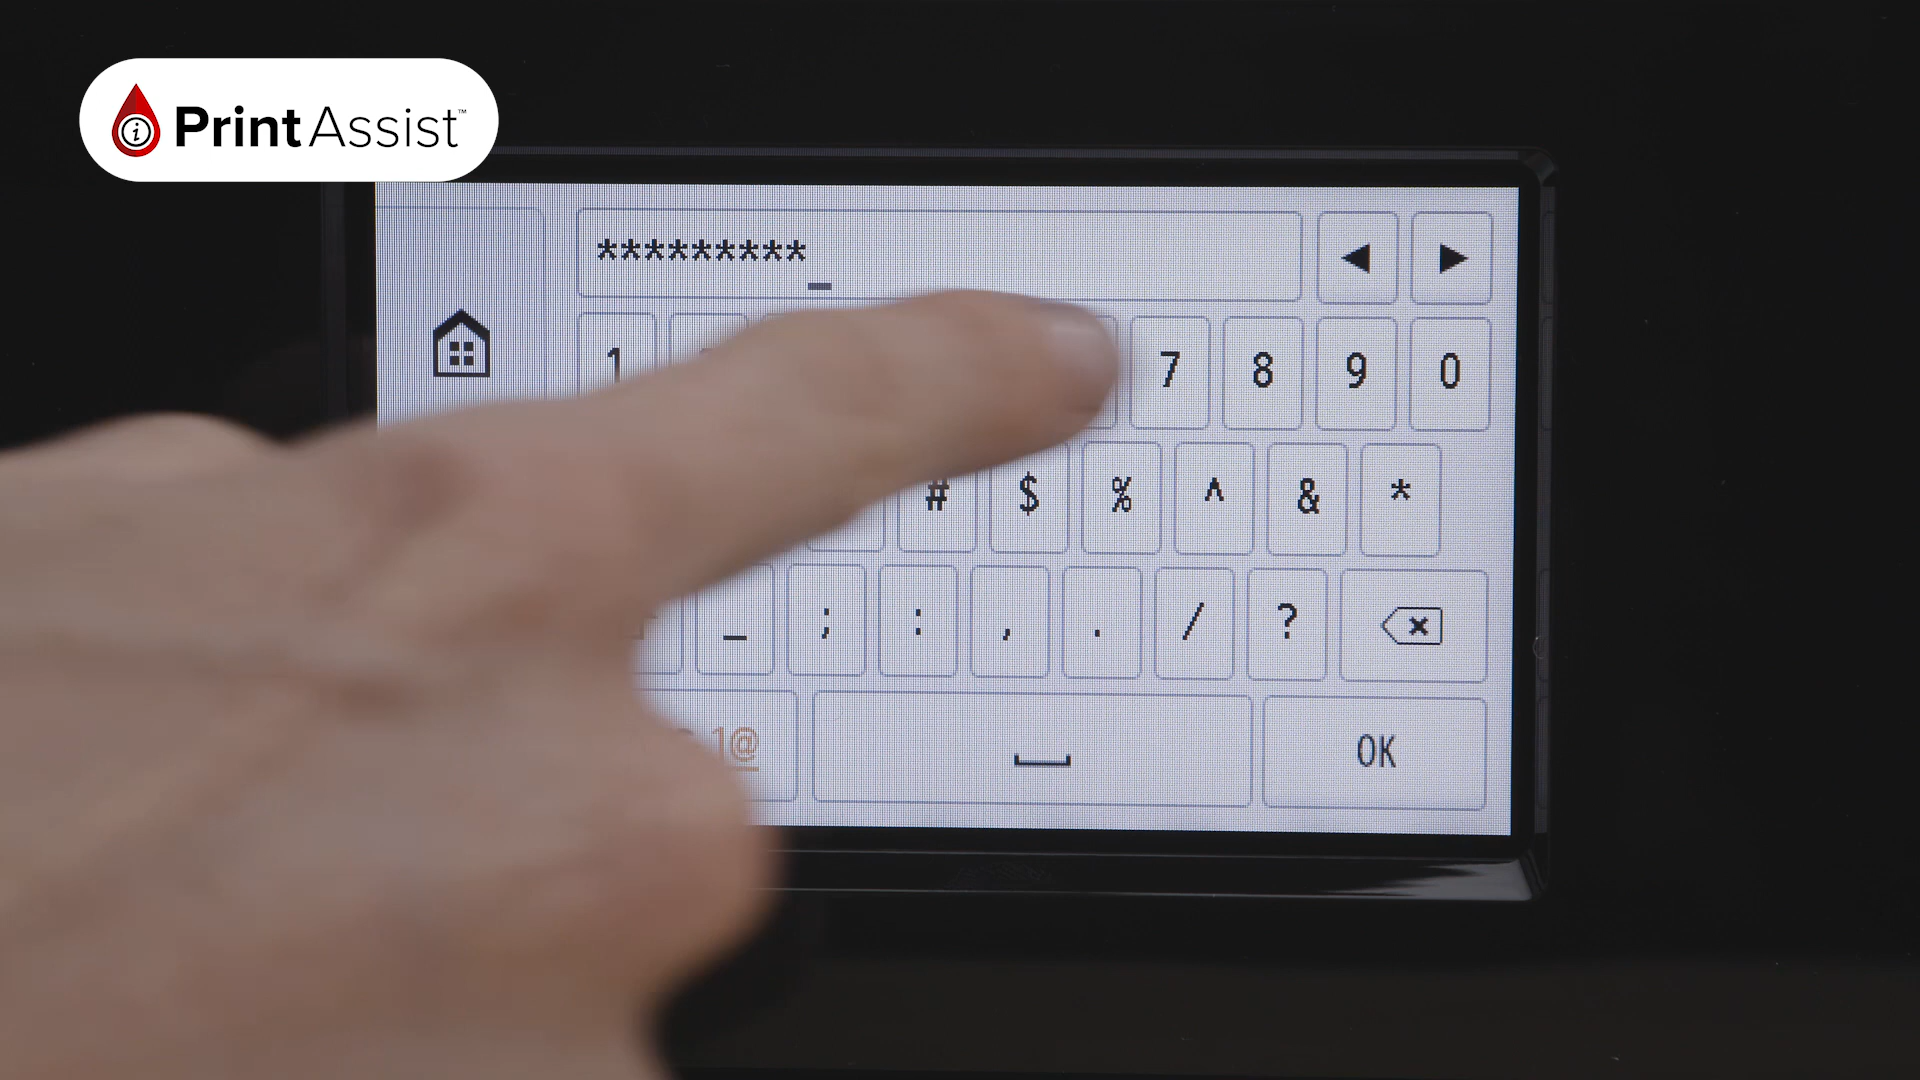 i PrintAssist™
*********_
1 7 8 9 0
# $ % ^ & *
_ ; : , . / ?
1@ OK